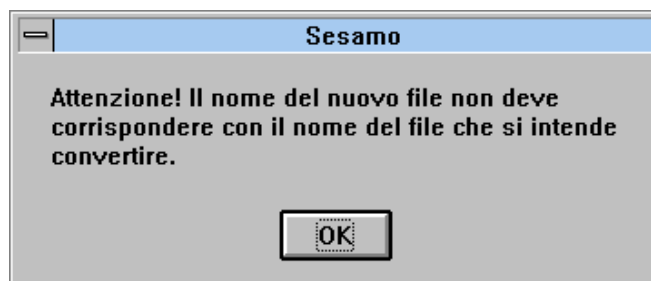 Sesamo
Attenzione! Il nome del nuovo file non deve
corrispondere con il nome del file che si intende
convertire.
OK